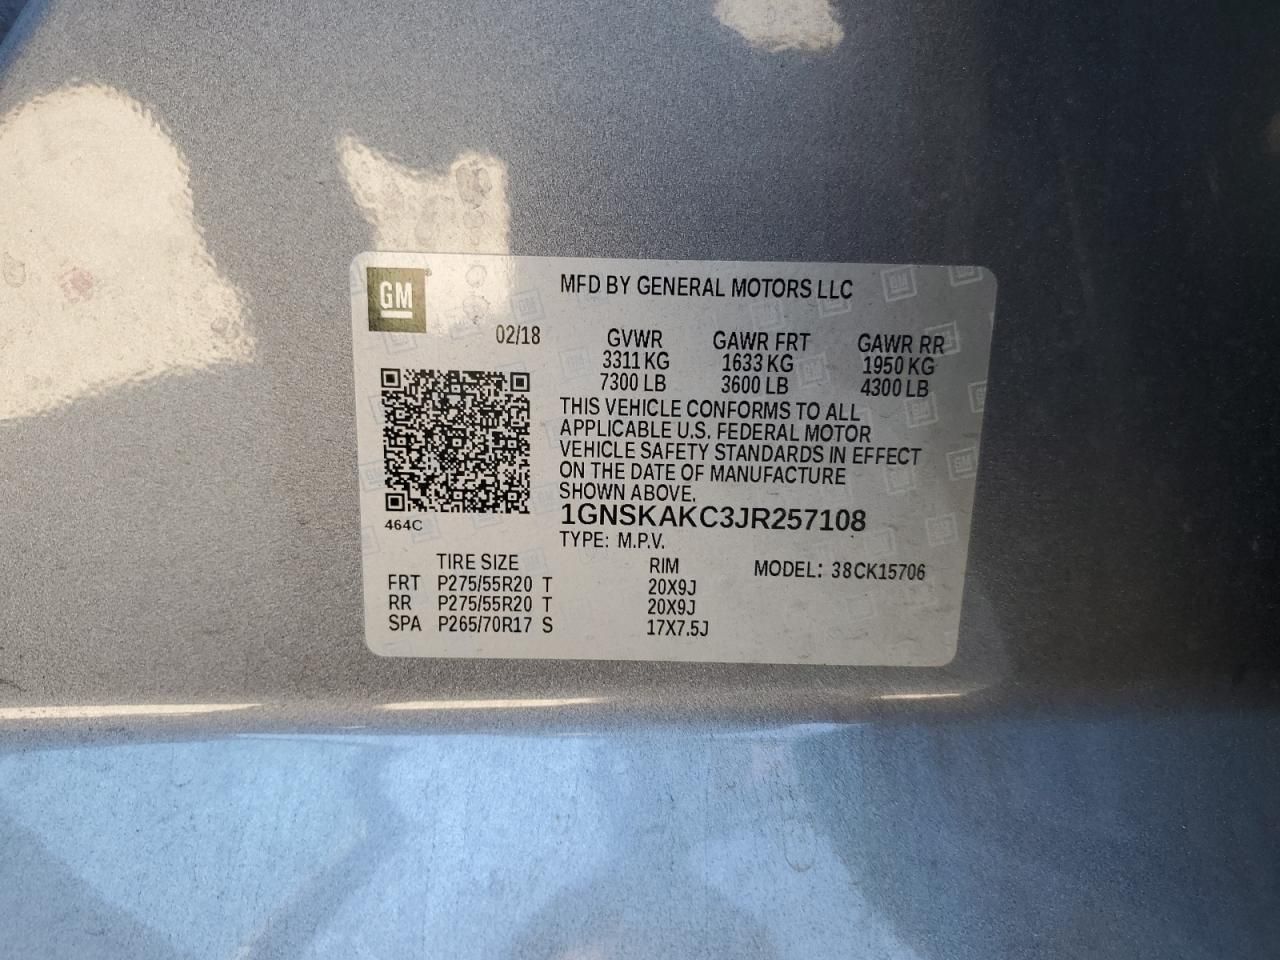 GM
MFD BY GENERAL MOTORS LLC
02/18 GVWR GAWR FRT GAWR RR
3311 KG 1633 KG 1950 KG
7300 LB 3600 LB 4300 LB
THIS VEHICLE CONFORMS TO ALL
APPLICABLE U.S. FEDERAL MOTOR
VEHICLE SAFETY STANDARDS IN EFFECT
ON THE DATE OF MANUFACTURE
SHOWN ABOVE.
464C
1GNSKAKC3JR257108
TYPE: M.P.V.
TIRE SIZE RIM MODEL: 38CK15706
FRT P275/55R20 T 20X9J
RR P275/55R20 T 20X9J
SPA P265/70R17 S 17X7.5J